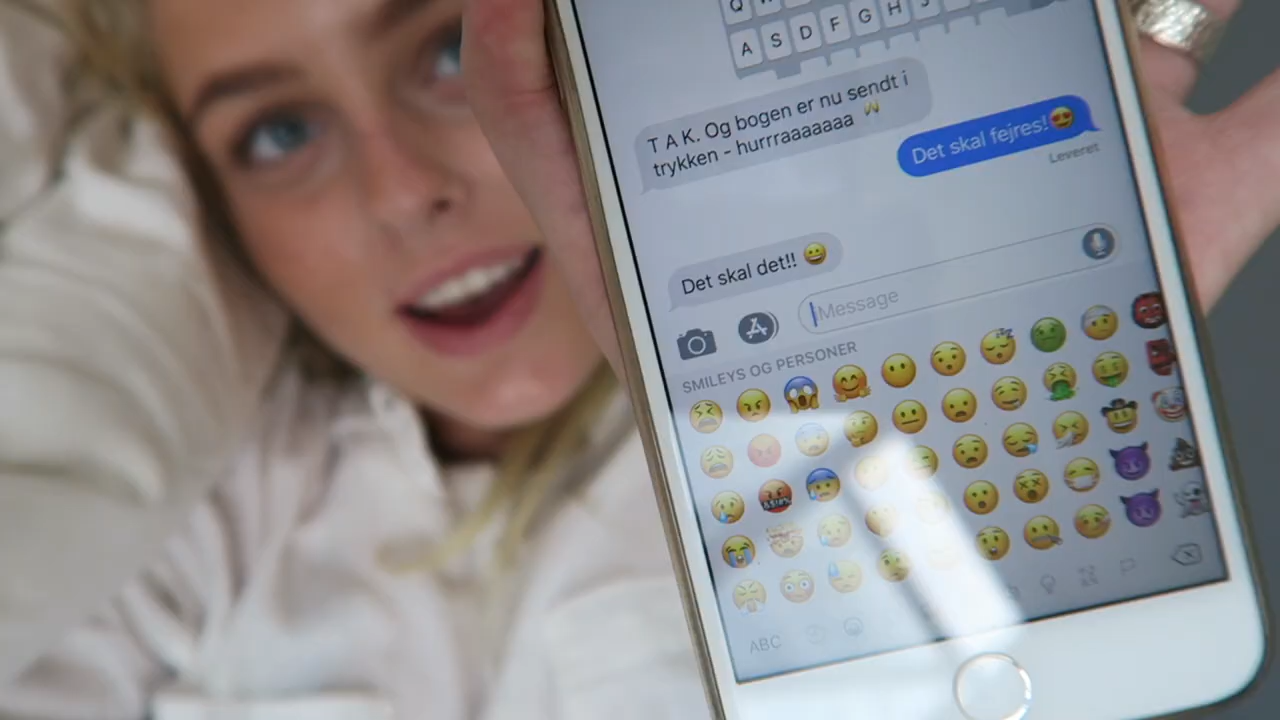 Q
A S D F G H J
T A K. Og bogen er nu sendt i
trykken - hurrraaaaaaa 🙌
Det skal fejres!😍
Leveret
Det skal det!! 😀
Message
SMILEYS OG PERSONER
ABC